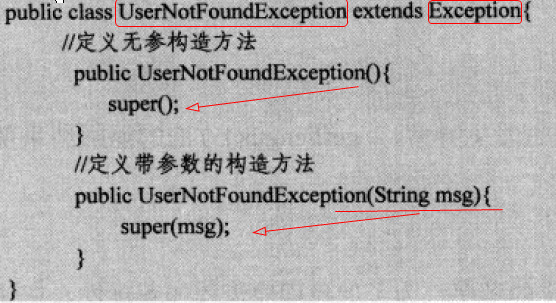 public class UserNotFoundException extends Exception{
//定义无参构造方法
public UserNotFoundException(){
super();
}
//定义带参数的构造方法
public UserNotFoundException(String msg){
super(msg);
}
}